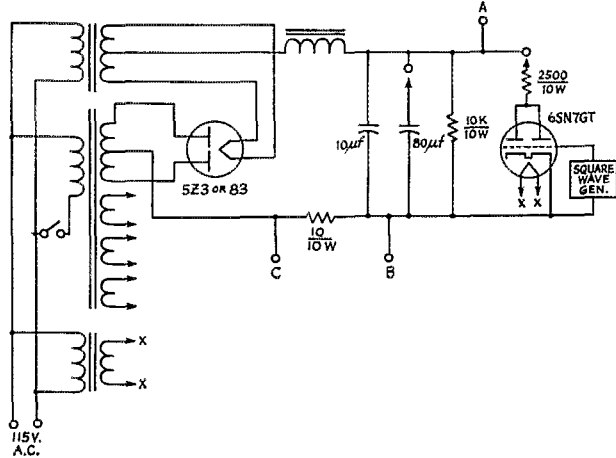 A
2500
10W
6SN7GT
10µf
80µf
10K
10W
5Z3 OR 83
X X
SQUARE
WAVE
GEN.
10
10W
C
B
X
X
115V.
A.C.